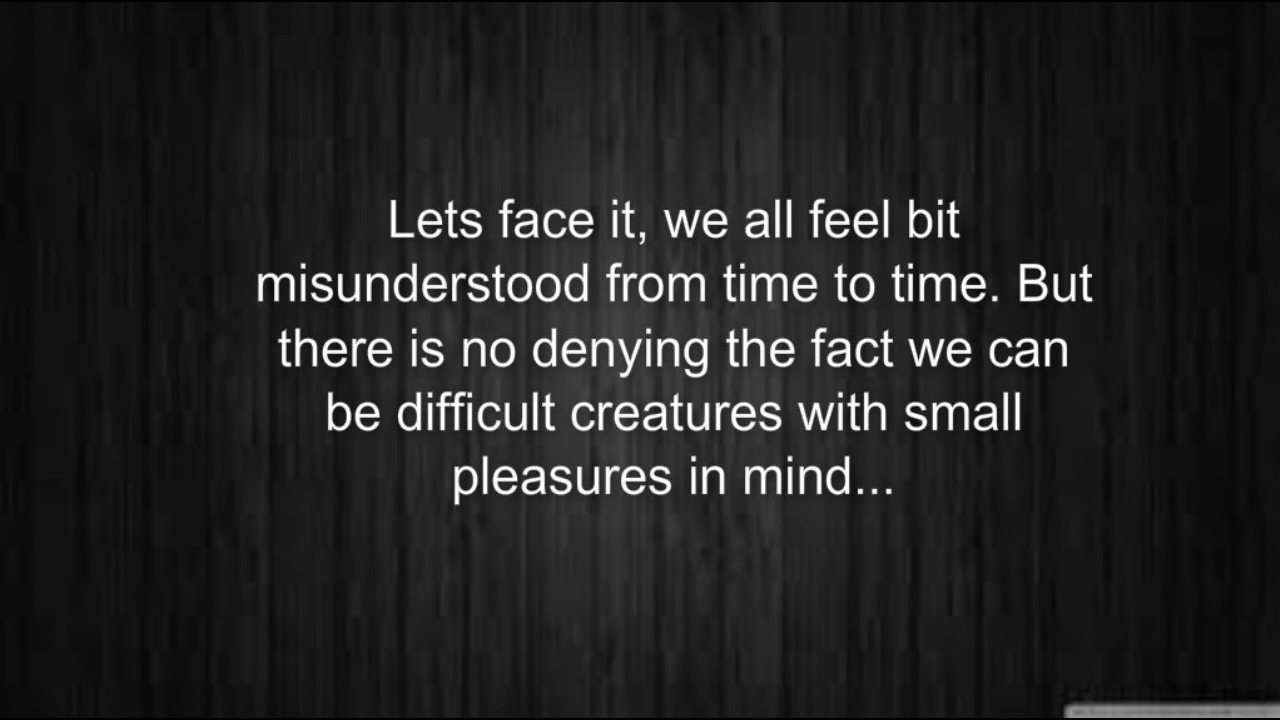 Lets face it, we all feel bit
misunderstood from time to time. But
there is no denying the fact we can
be difficult creatures with small
pleasures in mind...